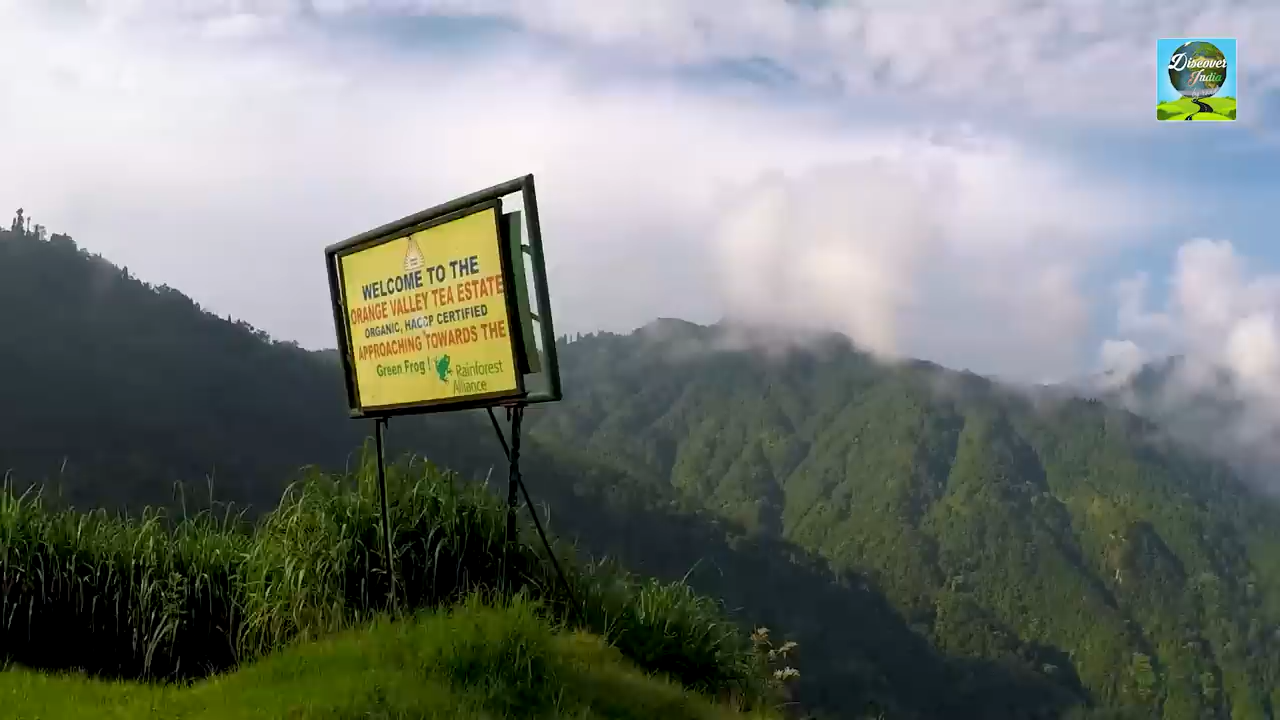 Discover
India
WELCOME TO THE
ORANGE VALLEY TEA ESTATE
ORGANIC, HACCP CERTIFIED
APPROACHING TOWARDS THE
Green Frog !
Rainforest
Alliance